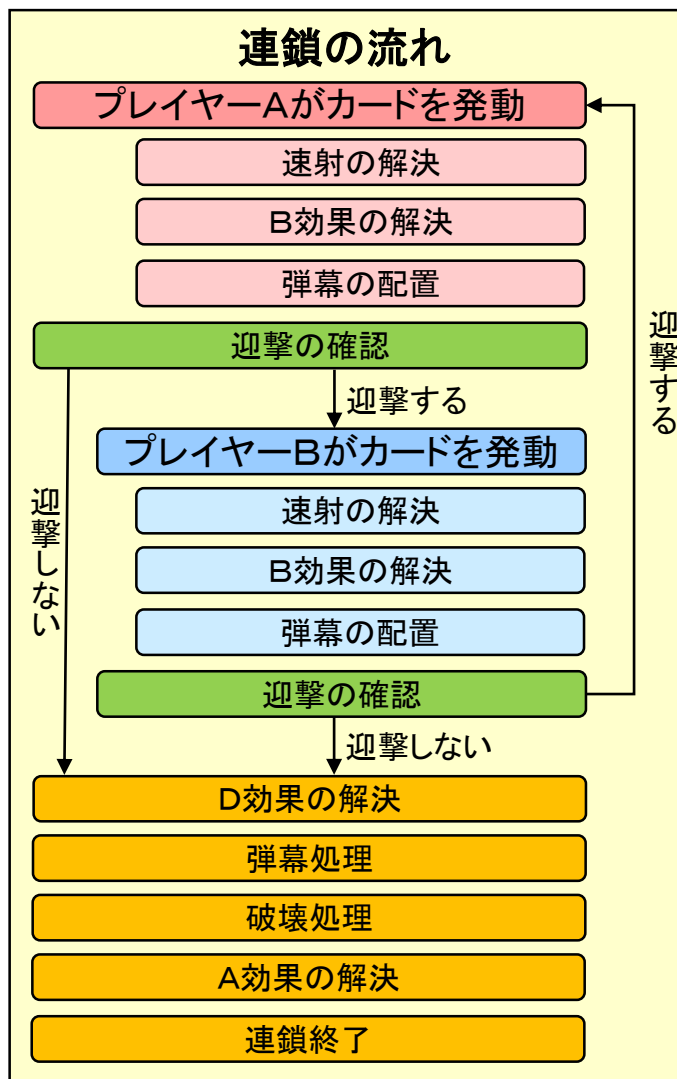 連鎖の流れ
プレイヤーAがカードを発動
速射の解決
B効果の解決
弾幕の配置
迎撃の確認
迎撃する
プレイヤーBがカードを発動
速射の解決
B効果の解決
弾幕の配置
迎撃の確認
迎撃する
迎撃しない
迎撃しない
D効果の解決
弾幕処理
破壊処理
A効果の解決
連鎖終了